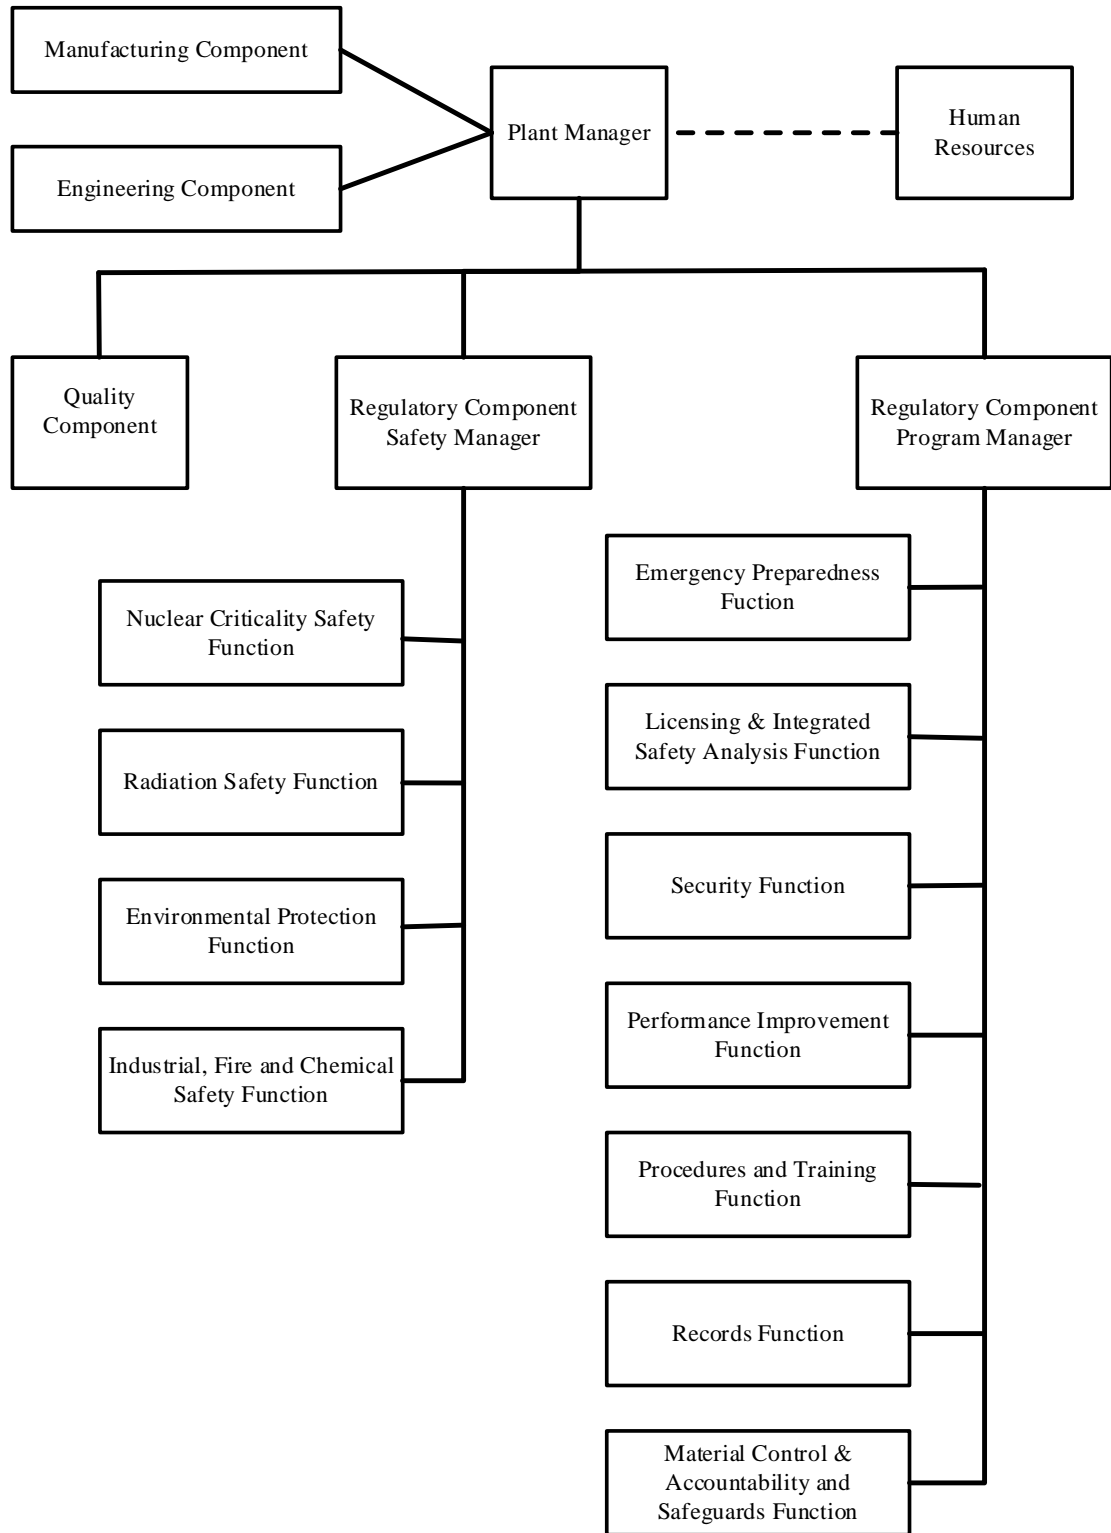 Manufacturing Component
Engineering Component
Plant Manager
Human
Resources
Quality
Component
Regulatory Component
Safety Manager
Regulatory Component
Program Manager
Nuclear Criticality Safety
Function
Radiation Safety Function
Environmental Protection
Function
Industrial, Fire and Chemical
Safety Function
Emergency Preparedness
Fuction
Licensing & Integrated
Safety Analysis Function
Security Function
Performance Improvement
Function
Procedures and Training
Function
Records Function
Material Control &
Accountability and
Safeguards Function